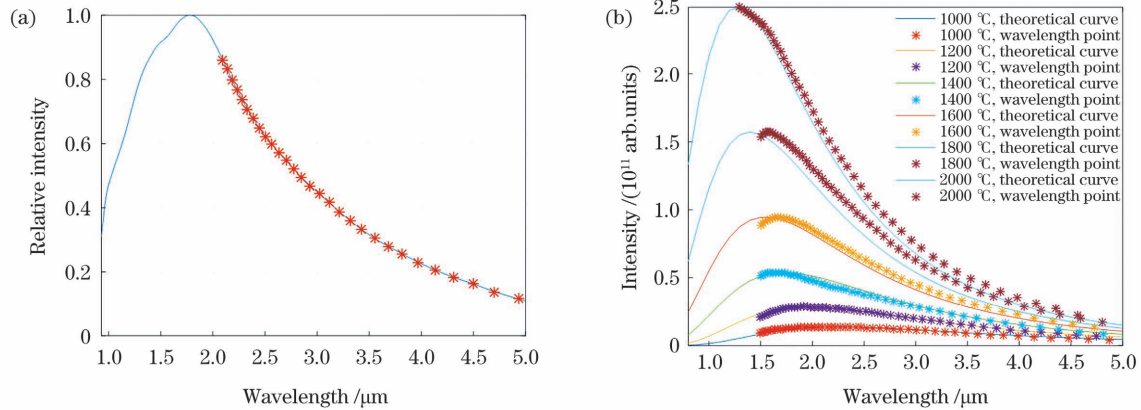 (a)
1.0
0.8
0.6
0.4
0.2
0
Relative intensity
1.0 1.5 2.0 2.5 3.0 3.5 4.0 4.5 5.0
Wavelength /μm
(b)
2.5
2.0
1.5
1.0
0.5
0
Intensity /(10¹¹ arb.units)
1000 ℃, theoretical curve
1000 ℃, wavelength point
1200 ℃, theoretical curve
1200 ℃, wavelength point
1400 ℃, theoretical curve
1400 ℃, wavelength point
1600 ℃, theoretical curve
1600 ℃, wavelength point
1800 ℃, theoretical curve
1800 ℃, wavelength point
2000 ℃, theoretical curve
2000 ℃, wavelength point
1.0 1.5 2.0 2.5 3.0 3.5 4.0 4.5 5.0
Wavelength /μm